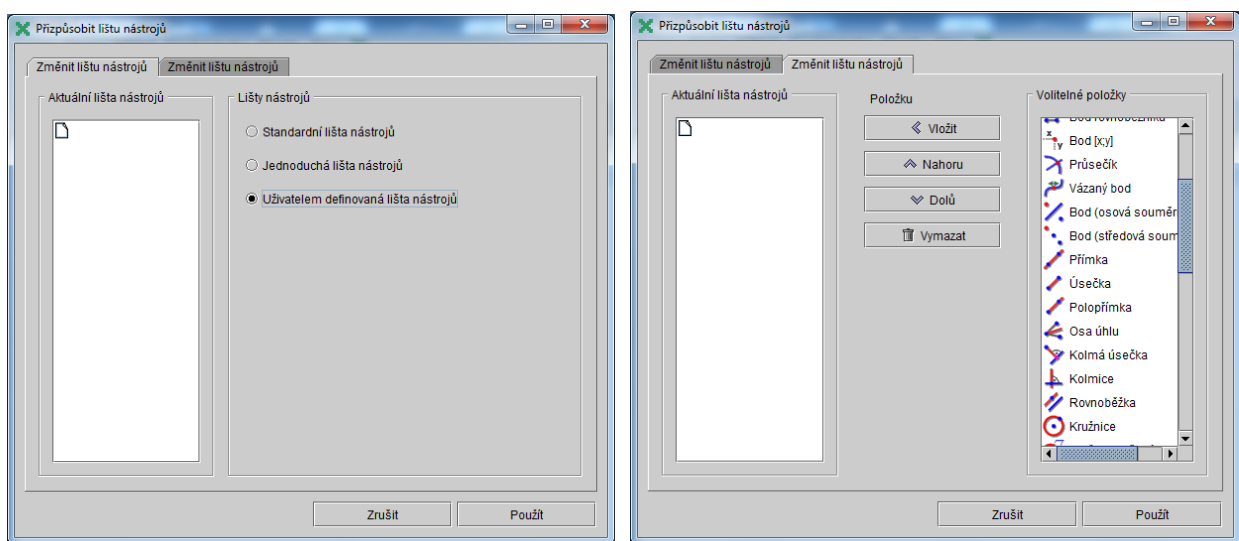 Přizpůsobit lištu nástrojů
Změnit lištu nástrojů Změnit lištu nástrojů
Aktuální lišta nástrojů
Lišty nástrojů
Standardní lišta nástrojů
Jednoduchá lišta nástrojů
Uživatelem definovaná lišta nástrojů
Zrušit Použít
Přizpůsobit lištu nástrojů
Změnit lištu nástrojů Změnit lištu nástrojů
Aktuální lišta nástrojů
Položku
Vložit
Nahoru
Dolů
Vymazat
Volitelné položky
Bod rovnoběžníku
Bod [x;y]
Průsečík
Vázaný bod
Bod (osová souměr
Bod (středová soum
Přímka
Úsečka
Polopřímka
Osa úhlu
Kolmá úsečka
Kolmice
Rovnoběžka
Kružnice
Zrušit Použít